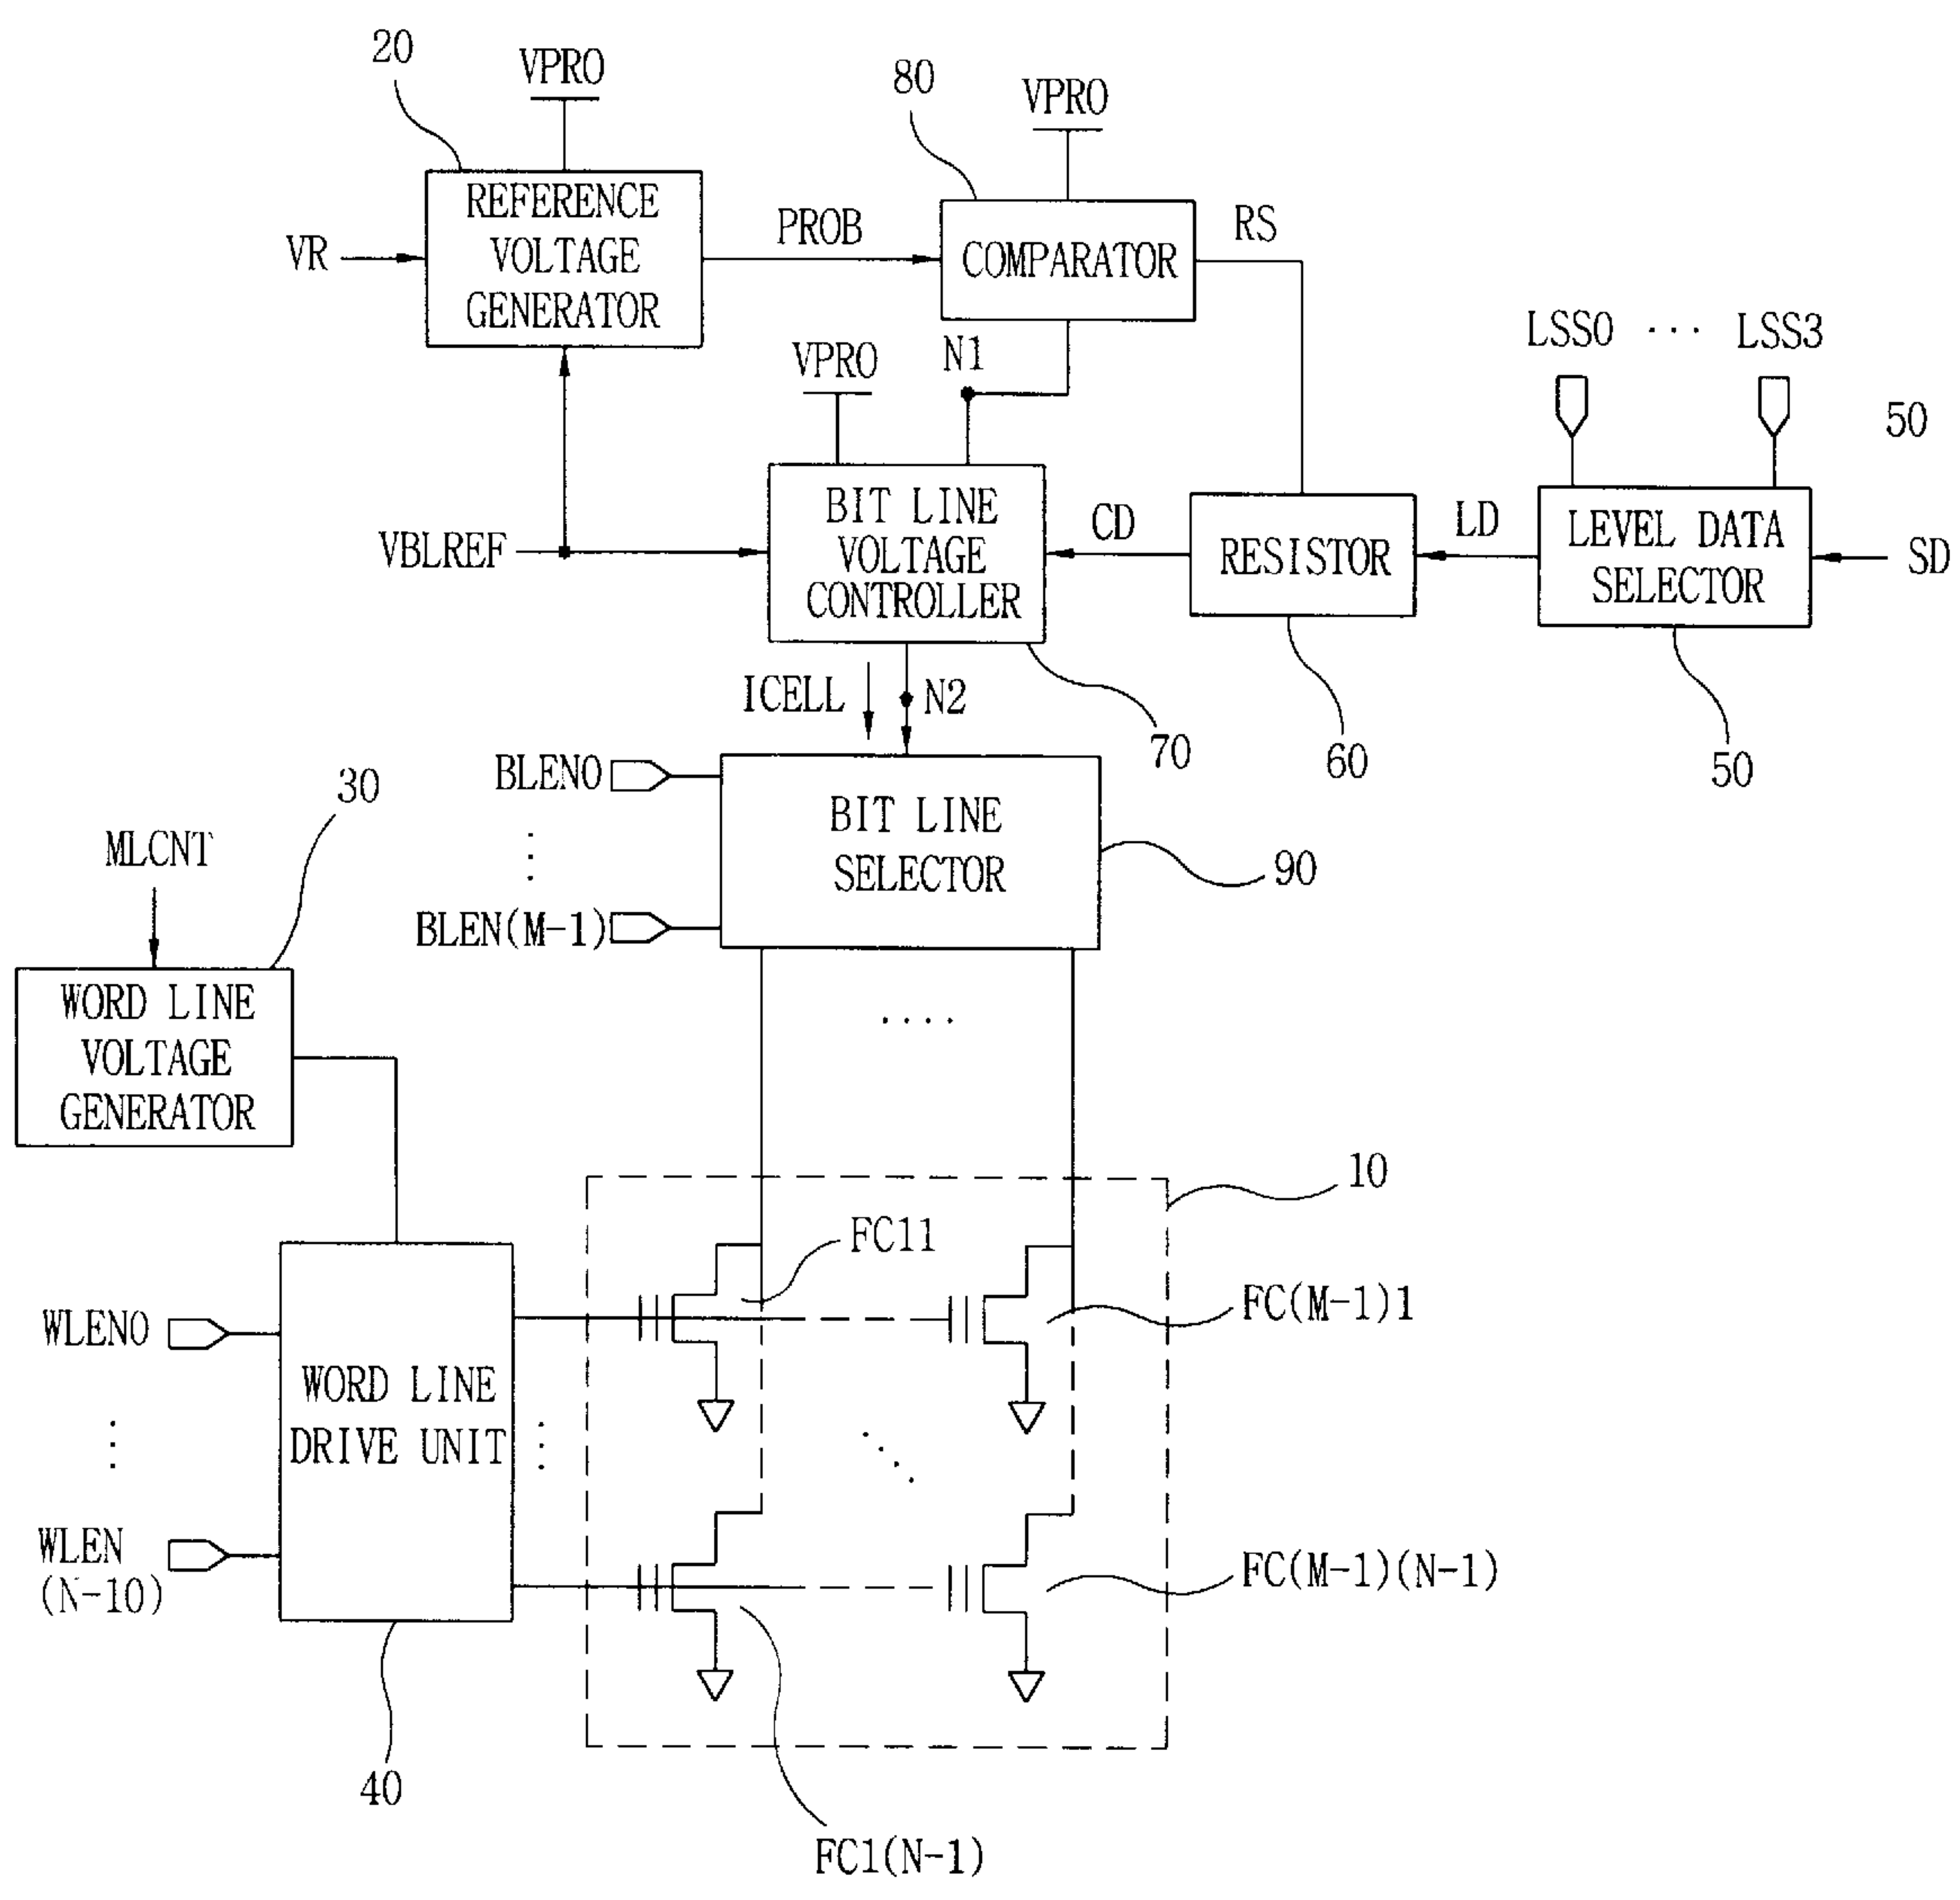 20
VPRO
80
VPRO
REFERENCE
VOLTAGE
GENERATOR
VR
PROB
COMPARATOR
RS
VPRO
N1
LSS0 ... LSS3
50
VBLREF
BIT LINE
VOLTAGE
CONTROLLER
CD
RESISTOR
LD
LEVEL DATA
SELECTOR
SD
ICELL
N2
70
60
50
BLEN0
BIT LINE
SELECTOR
BLEN(M-1)
90
30
MLCNT
WORD LINE
VOLTAGE
GENERATOR
10
FC11
FC(M-1)1
WLEN0
WORD LINE
DRIVE UNIT
WLEN
(N-10)
FC(M-1)(N-1)
40
FC1(N-1)